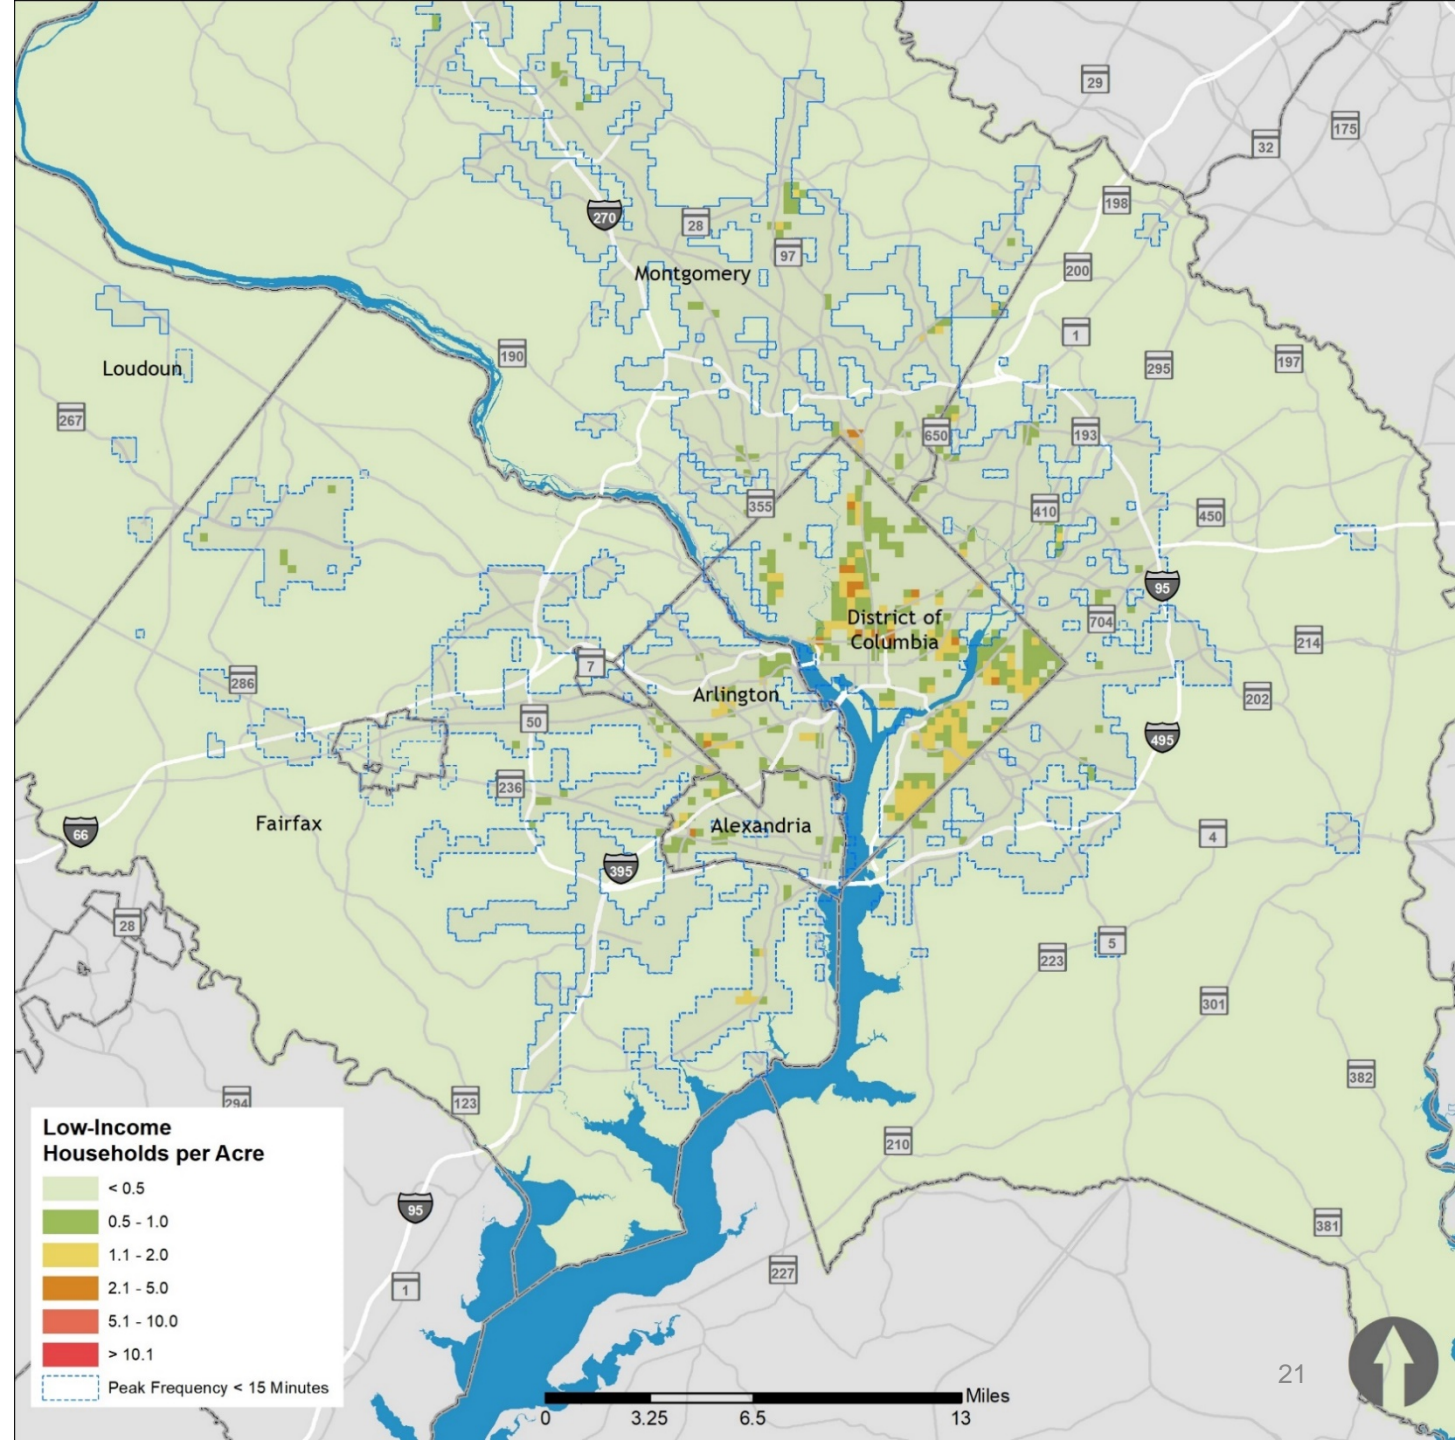 29
175
32
198
270
28
97
Montgomery
200
1
190
295
197
Loudoun
267
650
193
355
410
450
95
District of
Columbia
704
214
7
286
Arlington
202
50
495
236
Fairfax
66
Alexandria
4
395
28
5
223
301
382
294
123
210
Low-Income
Households per Acre
< 0.5
0.5 - 1.0
1.1 - 2.0
2.1 - 5.0
5.1 - 10.0
> 10.1
Peak Frequency < 15 Minutes
95
1
381
227
21
Miles
0 3.25 6.5 13